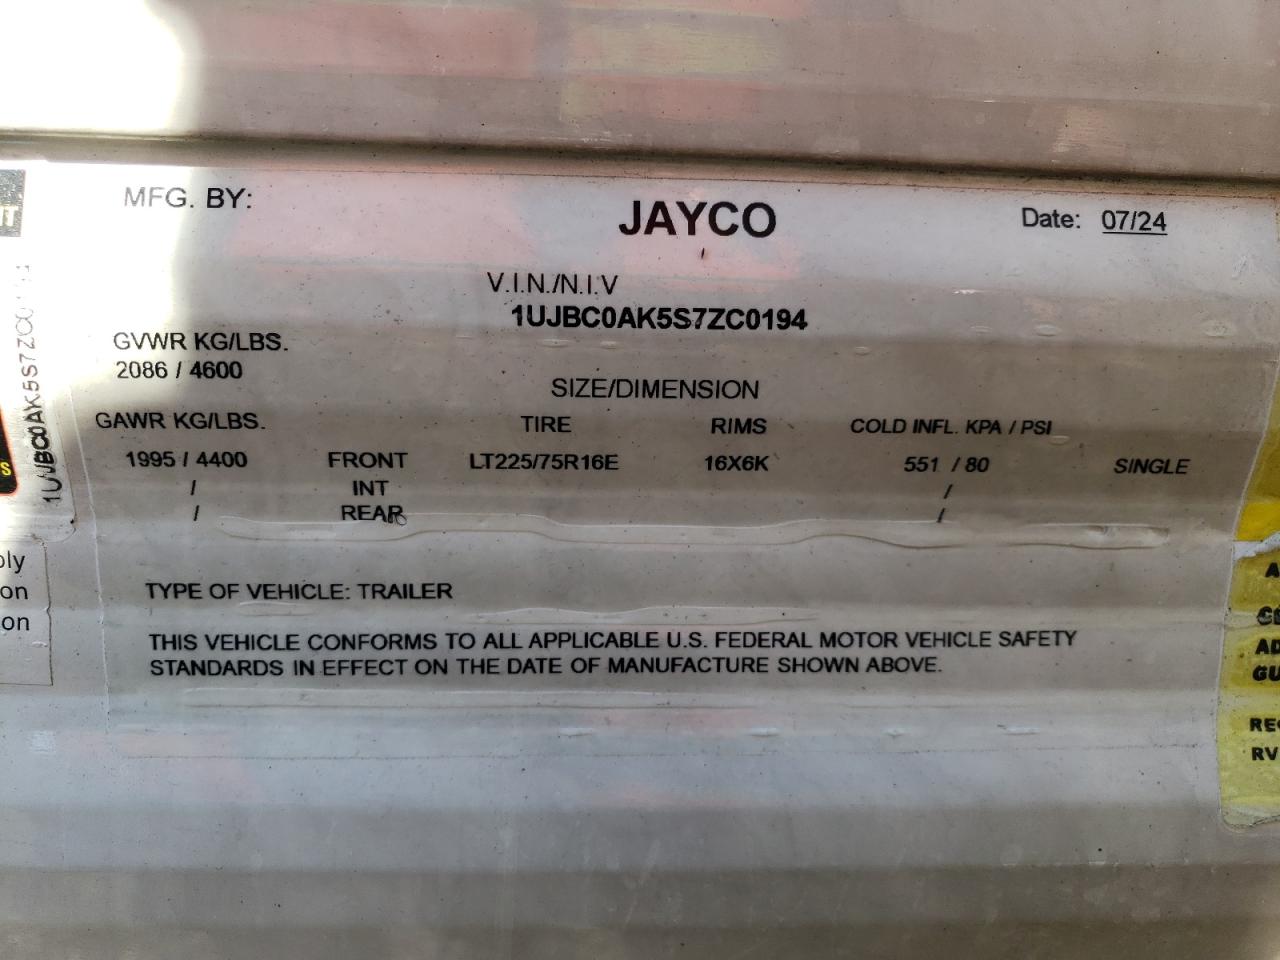 MFG. BY:
JAYCO
Date: 07/24
V.I.N./N.I.V
1UJBC0AK5S7ZC0194
GVWR KG/LBS.
2086 / 4600
SIZE/DIMENSION
GAWR KG/LBS. TIRE RIMS COLD INFL. KPA / PSI
1995 / 4400 FRONT LT225/75R16E 16X6K 551 / 80 SINGLE
/ INT /
/ REAR /
TYPE OF VEHICLE: TRAILER
THIS VEHICLE CONFORMS TO ALL APPLICABLE U.S. FEDERAL MOTOR VEHICLE SAFETY
STANDARDS IN EFFECT ON THE DATE OF MANUFACTURE SHOWN ABOVE.